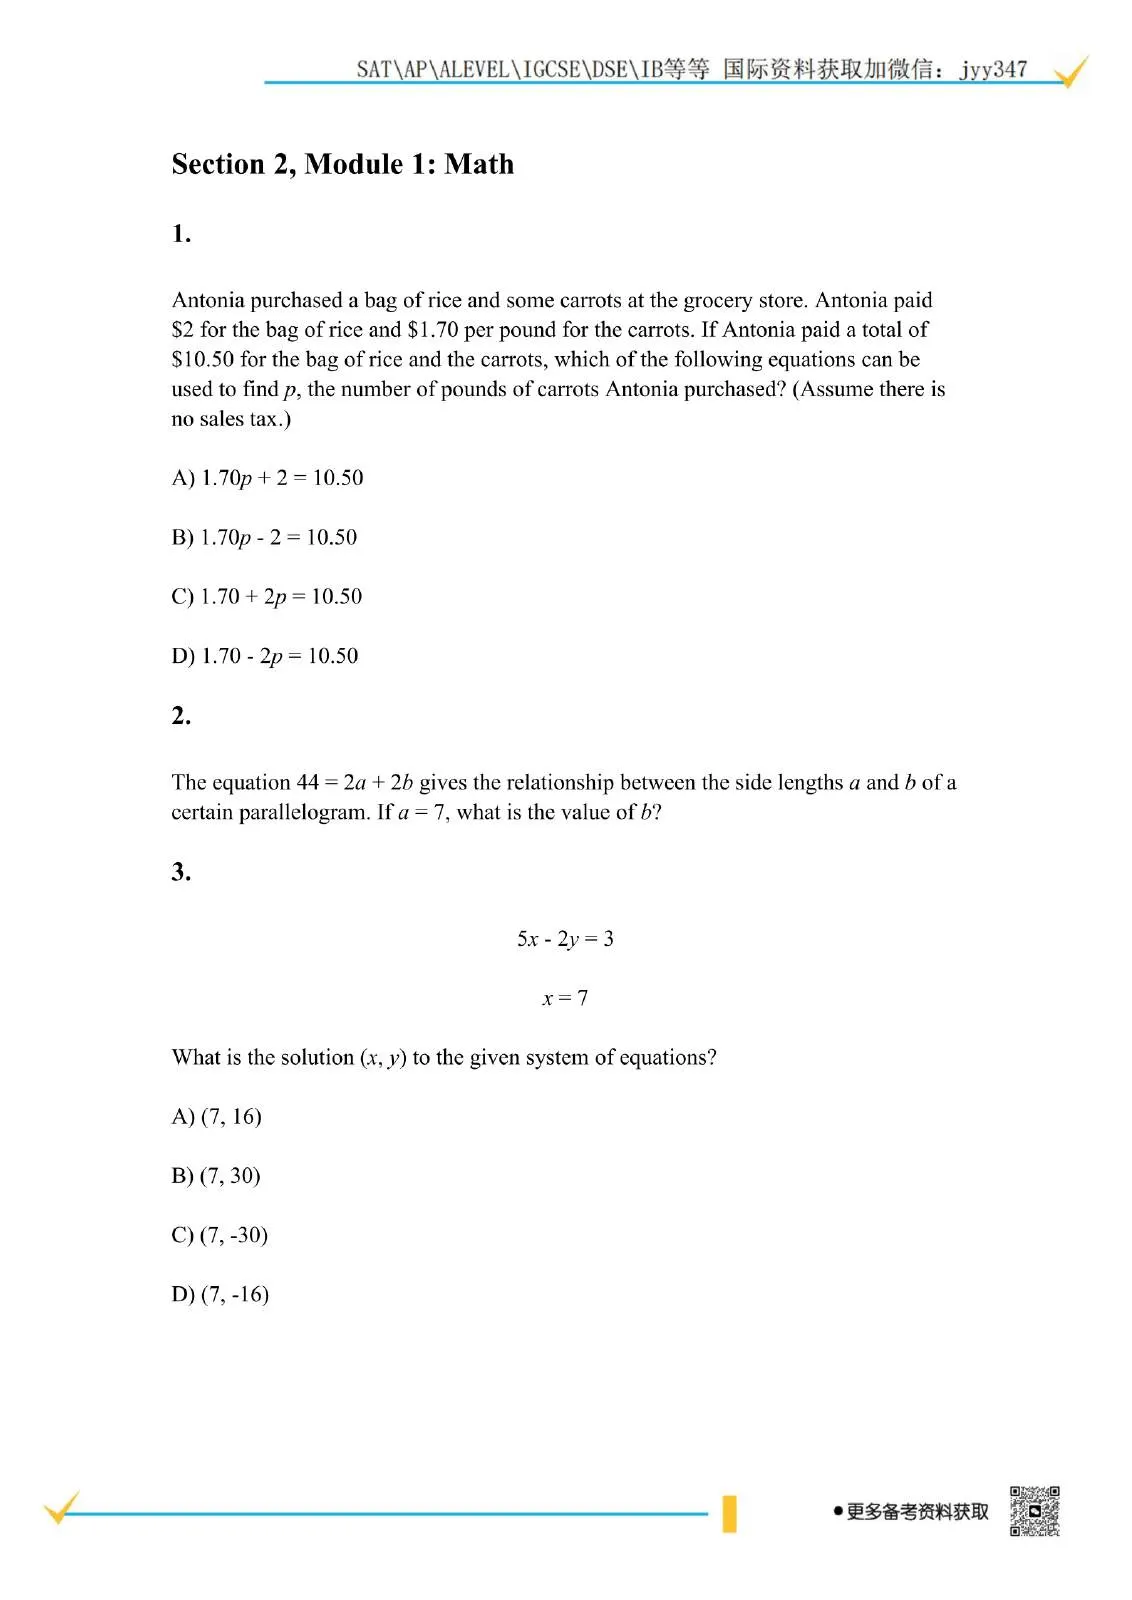 SAT\AP\ALEVEL\IGCSE\DSE\IB等等 国际资料获取加微信：jyy347
Section 2, Module 1: Math
1.
Antonia purchased a bag of rice and some carrots at the grocery store. Antonia paid
$2 for the bag of rice and $1.70 per pound for the carrots. If Antonia paid a total of
$10.50 for the bag of rice and the carrots, which of the following equations can be
used to find p, the number of pounds of carrots Antonia purchased? (Assume there is
no sales tax.)
A) 1.70p + 2 = 10.50
B) 1.70p - 2 = 10.50
C) 1.70 + 2p = 10.50
D) 1.70 - 2p = 10.50
2.
The equation 44 = 2a + 2b gives the relationship between the side lengths a and b of a
certain parallelogram. If a = 7, what is the value of b?
3.
5x - 2y = 3
x = 7
What is the solution (x, y) to the given system of equations?
A) (7, 16)
B) (7, 30)
C) (7, -30)
D) (7, -16)
●更多备考资料获取